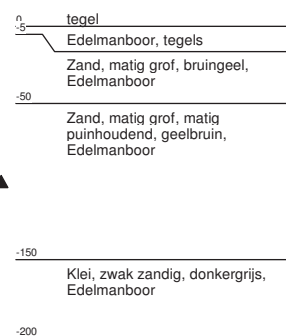 0 tegel
-5
Edelmanboor, tegels
Zand, matig grof, bruingeel,
Edelmanboor
-50
Zand, matig grof, matig
puinhoudend, geelbruin,
Edelmanboor
-150
Klei, zwak zandig, donkergrijs,
Edelmanboor
-200